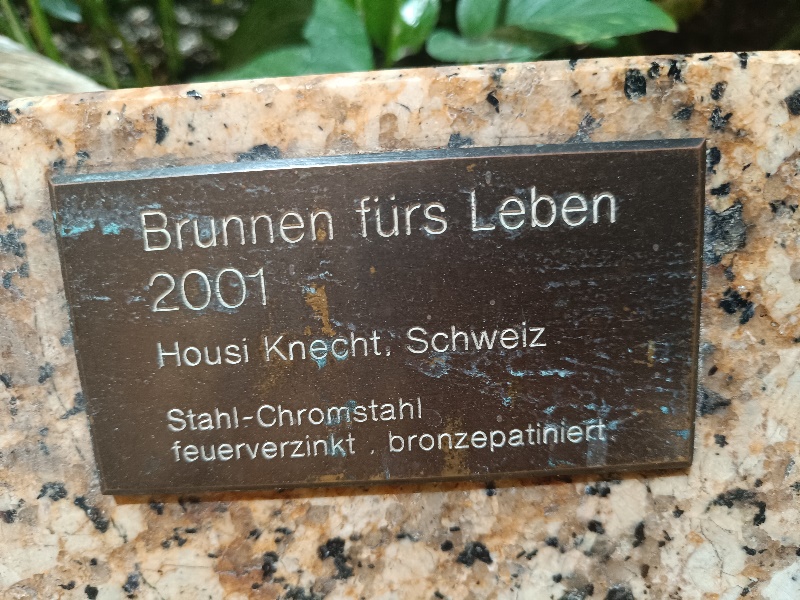 Brunnen fürs Leben
2001
Housi Knecht, Schweiz
Stahl-Chromstahl
feuerverzinkt, bronzepatiniert